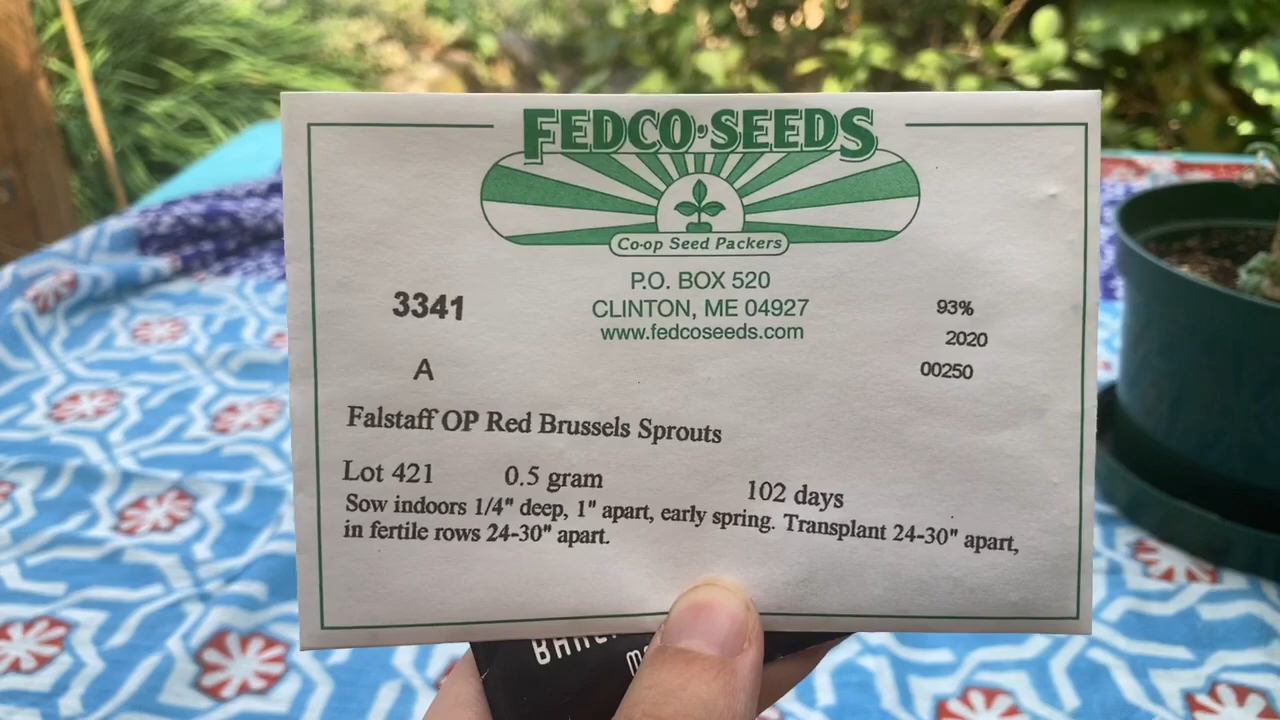 FEDCO·SEEDS
Co-op Seed Packers
P.O. BOX 520
CLINTON, ME 04927
www.fedcoseeds.com
3341
93%
2020
A
00250
Falstaff OP Red Brussels Sprouts
Lot 421 0.5 gram 102 days
Sow indoors 1/4" deep, 1" apart, early spring. Transplant 24-30" apart,
in fertile rows 24-30" apart.